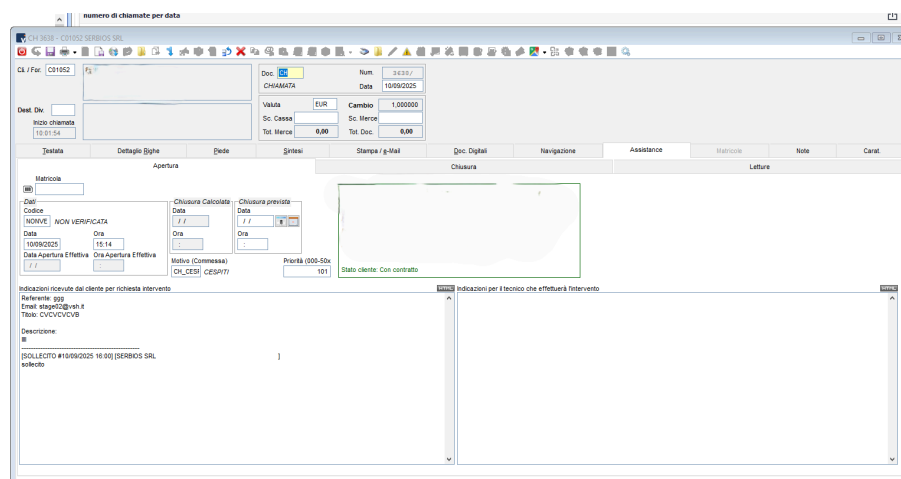 numero di chiamate per data
CH 3638 - C01052 SERBIOS SRL
Cli. / For. C01052
Doc. CH Num. 3638/
CHIAMATA Data 10/09/2025
Dest. Div.
Valuta EUR Cambio 1,000000
Sc. Cassa Sc. Merce
Inizio chiamata
10:01:54
Tot. Merce 0,00 Tot. Doc. 0,00
Testata Dettaglio Righe Piede Sintesi Stampa / e-Mail Doc. Digitali Navigazione Assistance Matricole Note Carat.
Apertura Chiusura Letture
Matricola
Dati Chiusura Calcolata Chiusura prevista
Codice Data Data
NONVE NON VERIFICATA / / / /
Data Ora Ora Ora
10/09/2025 15:14 : :
Data Apertura Effettiva Ora Apertura Effettiva
/ / :
Motivo (Commessa) Priorità (000-50x
CH_CESI CESPITI 101
Stato cliente: Con contratto
Indicazioni ricevute dal cliente per richiesta intervento HTML
Indicazioni per il tecnico che effettuerà l'intervento HTML
Referente: ggg
Email: stage02@vsh.it
Titolo: CVCVCVCVB
Descrizione:
[SOLLECITO #10/09/2025 16:00] [SERBIOS SRL ]
sollecito